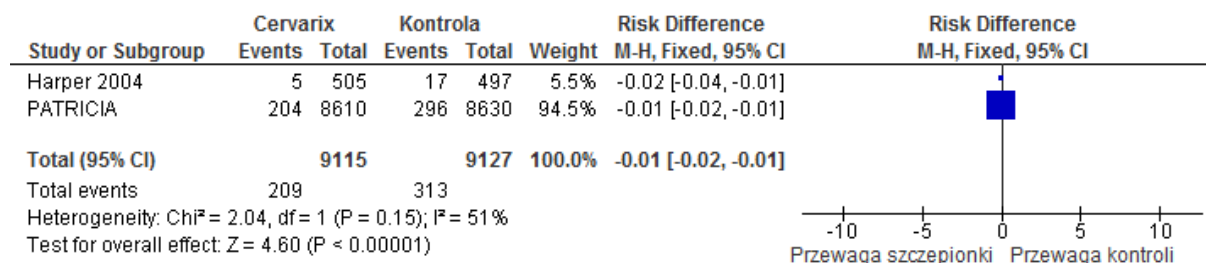 Cervarix Kontrola Risk Difference Risk Difference
Study or Subgroup Events Total Events Total Weight M-H, Fixed, 95% CI M-H, Fixed, 95% CI
Harper 2004 5 505 17 497 5.5% -0.02 [-0.04, -0.01]
PATRICIA 204 8610 296 8630 94.5% -0.01 [-0.02, -0.01]
Total (95% CI) 9115 9127 100.0% -0.01 [-0.02, -0.01]
Total events 209 313
Heterogeneity: Chi² = 2.04, df = 1 (P = 0.15); I² = 51%
Test for overall effect: Z = 4.60 (P < 0.00001)
-10 -5 0 5 10
Przewaga szczepionki Przewaga kontroli